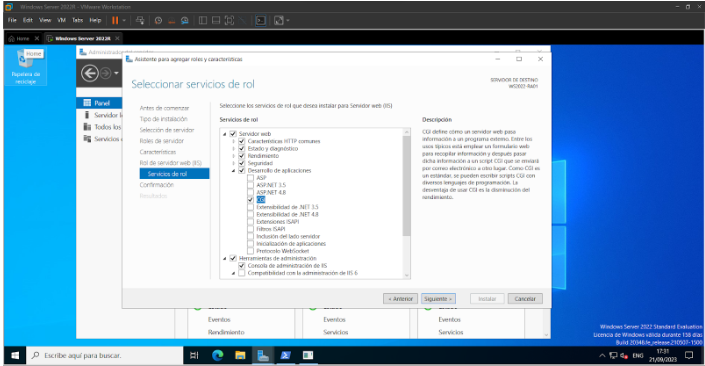 Windows Server 2022R - VMware Workstation
File Edit View VM Tabs Help
Home
Windows Server 2022R
Home
Papelera de
reciclaje
Asistente para agregar roles y características
Seleccionar servicios de rol
SERVIDOR DE DESTINO
Panel
Servidor l
Todos los
Servicios
Antes de comenzar
Tipo de instalación
Selección de servidor
Roles de servidor
Características
Rol de servidor web (IIS)
Servicios de rol
Confirmación
Resultados
Seleccione los servicios de rol que desea instalar para Servidor web (IIS)
Servicios de rol
Servidor web
Características HTTP comunes
Estado y diagnóstico
Rendimiento
Seguridad
Desarrollo de aplicaciones
ASP
ASP.NET 3.5
ASP.NET 4.8
CGI
Extensibilidad de .NET 3.5
Extensibilidad de .NET 4.8
Extensiones ISAPI
Filtros ISAPI
Inclusión del lado servidor
Inicialización de aplicaciones
Protocolo WebSocket
Herramientas de administración
Consola de administración de IIS
Compatibilidad con la administración de IIS 6
Descripción
CGI define cómo un servidor web pasa
información a un programa externo. Entre los
usos típicos está emplear un formulario web
para recopilar información y después pasar
dicha información a un script CGI que se enviará
por correo electrónico a otro lugar. Como CGI es
un estándar, se pueden escribir scripts CGI con
diversos lenguajes de programación. La
desventaja de usar CGI es la disminución del
rendimiento.
< Anterior
Siguiente >
Instalar
Cancelar
Eventos
Eventos
Eventos
Rendimiento
Servicios
Servicios
Windows Server 2022 Standard Evaluation
Licencia de Windows válida durante 158 días
Build 20348.fe_release.210507-1500
Escribe aquí para buscar.
ENG
17:31
21/09/2023